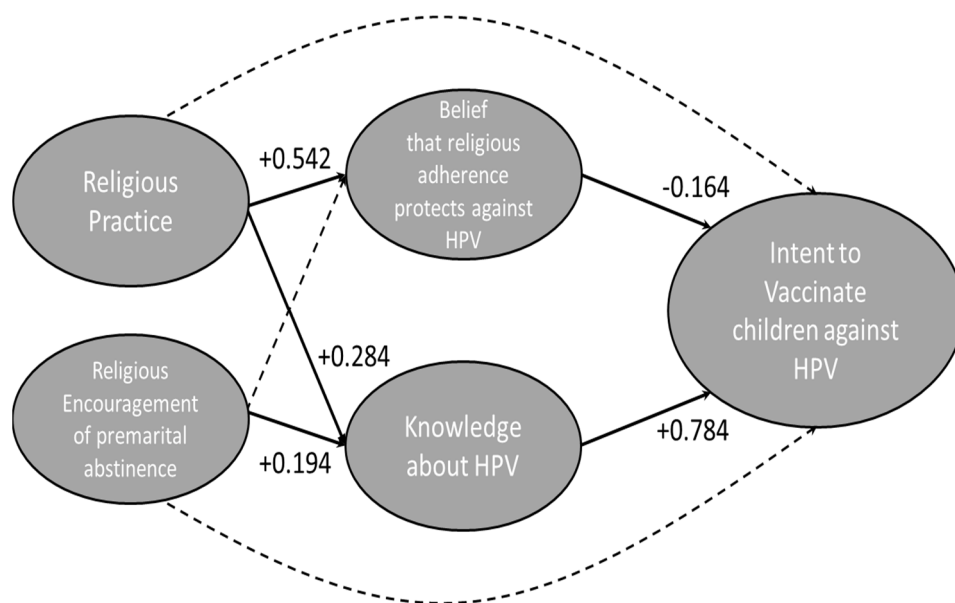 Religious
Practice
+0.542
Belief
that religious
adherence
protects against
HPV
-0.164
Intent to
Vaccinate
children against
HPV
Religious
Encouragement
of premarital
abstinence
+0.284
+0.194
Knowledge
about HPV
+0.784